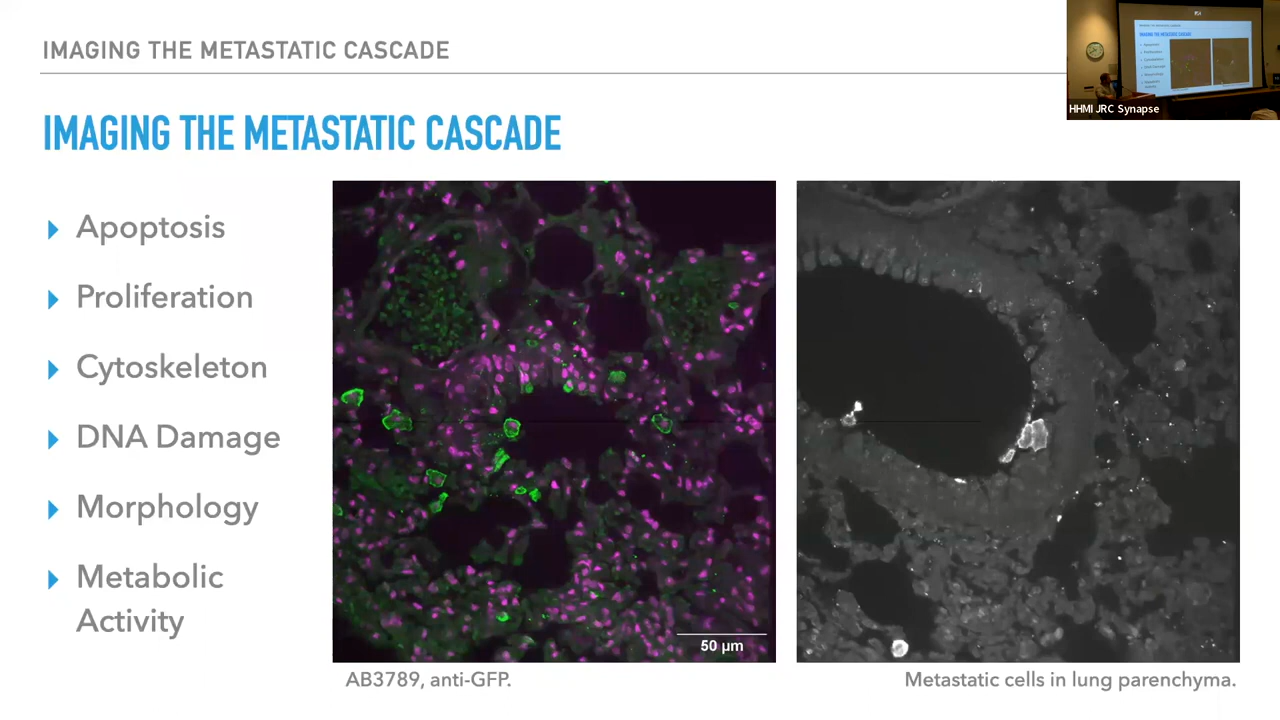 IMAGING THE METASTATIC CASCADE
HHMI JRC Synapse
IMAGING THE METASTATIC CASCADE
Apoptosis
Proliferation
Cytoskeleton
DNA Damage
Morphology
Metabolic
Activity
50 μm
AB3789, anti-GFP.
Metastatic cells in lung parenchyma.